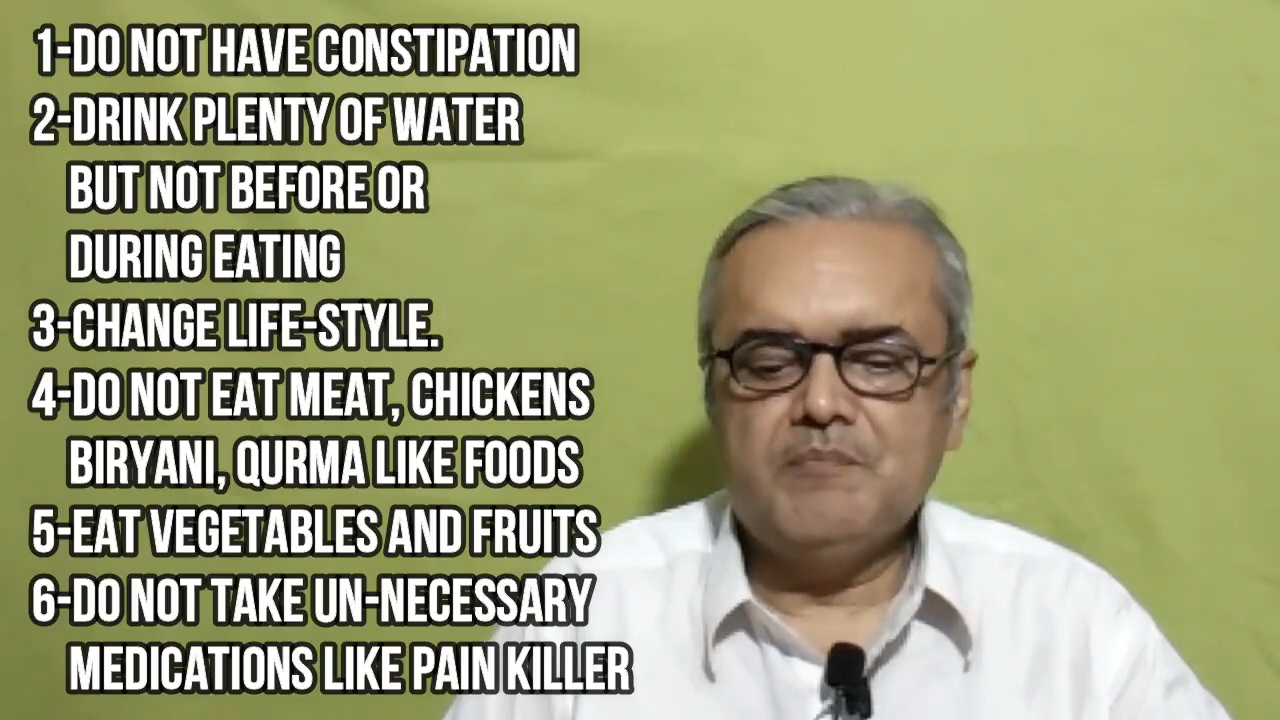 1-DO NOT HAVE CONSTIPATION
2-DRINK PLENTY OF WATER
BUT NOT BEFORE OR
DURING EATING
3-CHANGE LIFE-STYLE.
4-DO NOT EAT MEAT, CHICKENS
BIRYANI, QURMA LIKE FOODS
5-EAT VEGETABLES AND FRUITS
6-DO NOT TAKE UN-NECESSARY
MEDICATIONS LIKE PAIN KILLER